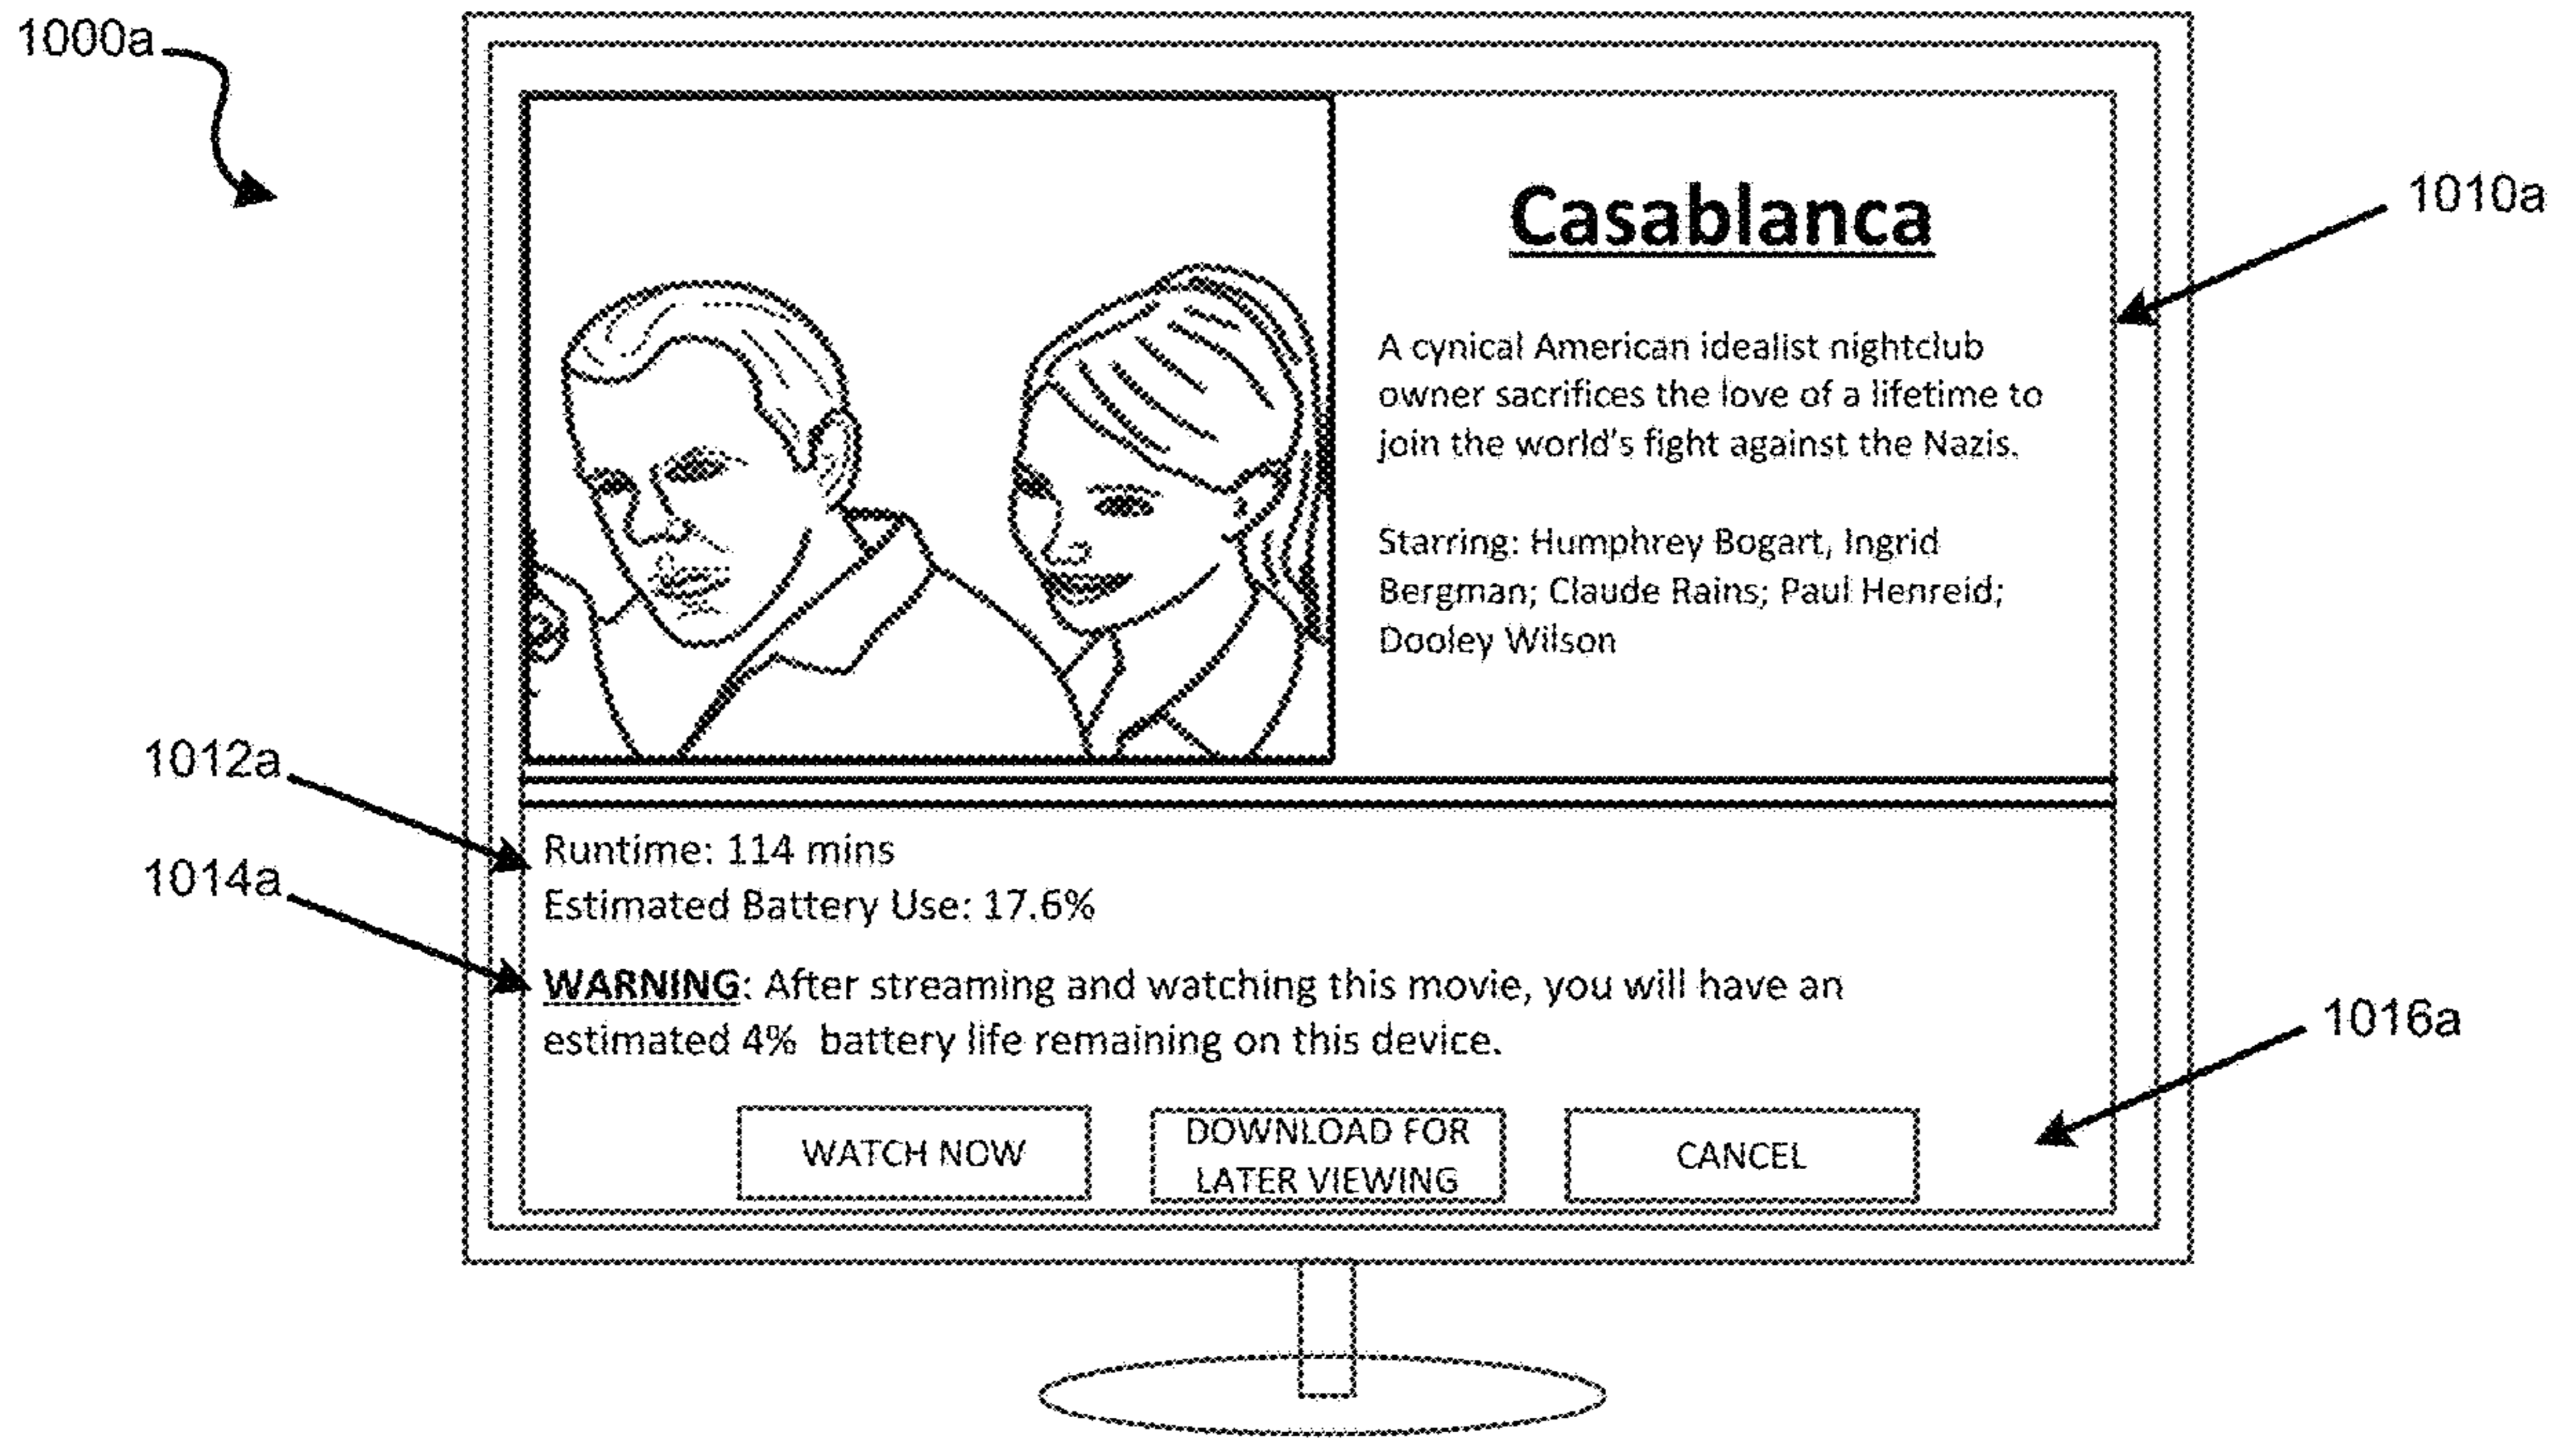 1000a
1010a
Casablanca
A cynical American idealist nightclub
owner sacrifices the love of a lifetime to
join the world's fight against the Nazis.
Starring: Humphrey Bogart, Ingrid
Bergman; Claude Rains; Paul Henreid;
Dooley Wilson
1012a
Runtime: 114 mins
1014a
Estimated Battery Use: 17.6%
WARNING: After streaming and watching this movie, you will have an
estimated 4% battery life remaining on this device.
1016a
WATCH NOW
DOWNLOAD FOR
LATER VIEWING
CANCEL